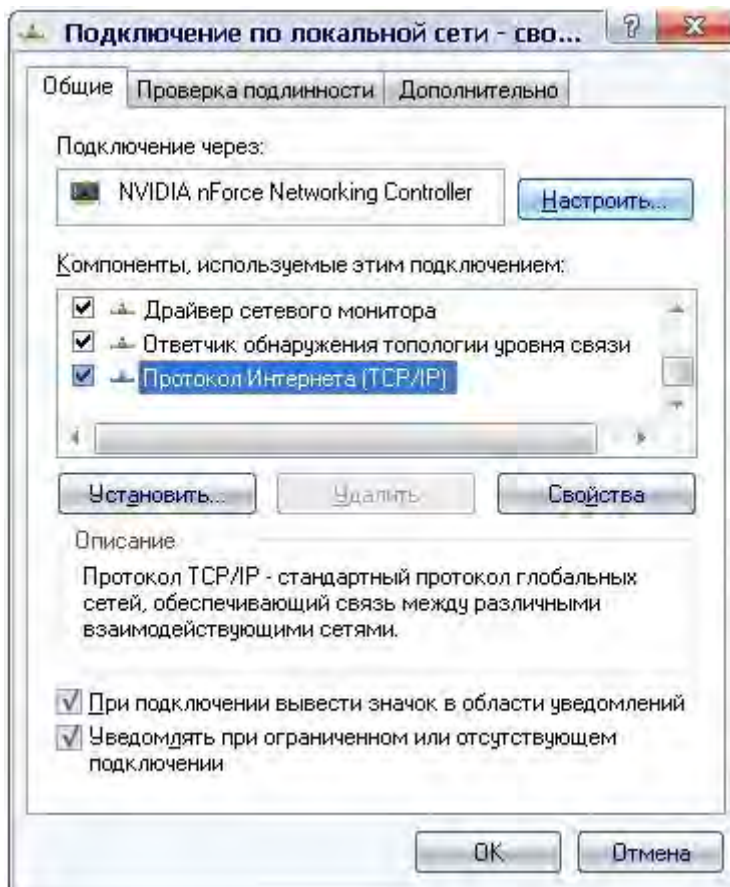 Подключение по локальной сети - сво...
Общие
Проверка подлинности
Дополнительно
Подключение через:
NVIDIA nForce Networking Controller
Настроить...
Компоненты, используемые этим подключением:
Драйвер сетевого монитора
Ответчик обнаружения топологии уровня связи
Протокол Интернета (TCP/IP)
Установить...
Удалить
Свойства
Описание
Протокол TCP/IP - стандартный протокол глобальных
сетей, обеспечивающий связь между различными
взаимодействующими сетями.
При подключении вывести значок в области уведомлений
Уведомлять при ограниченном или отсутствующем
подключении
OK
Отмена